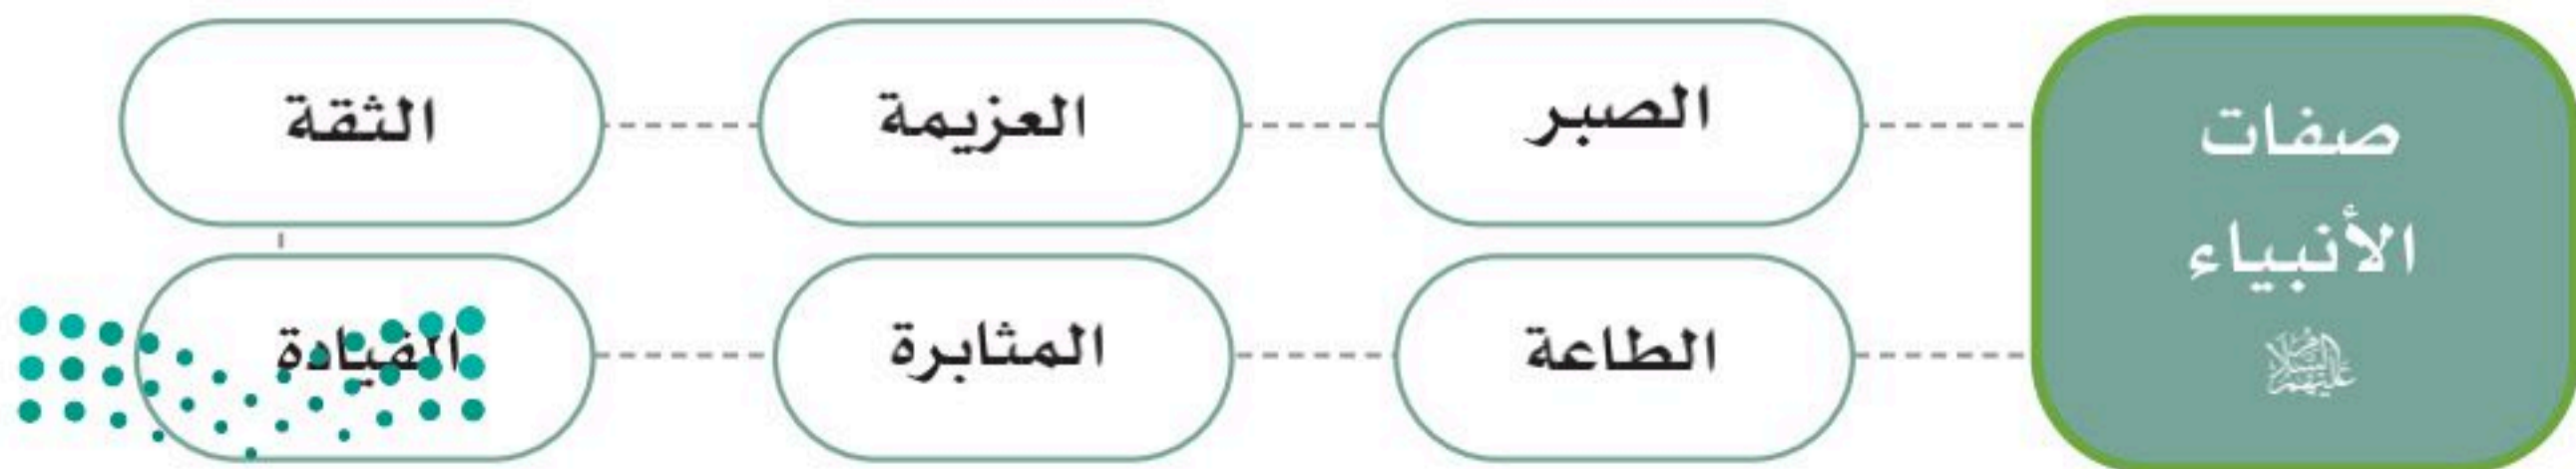 صفات
الأنبياء
عليهم السلام
الصبر
العزيمة
الثقة
الطاعة
المثابرة
القيادة